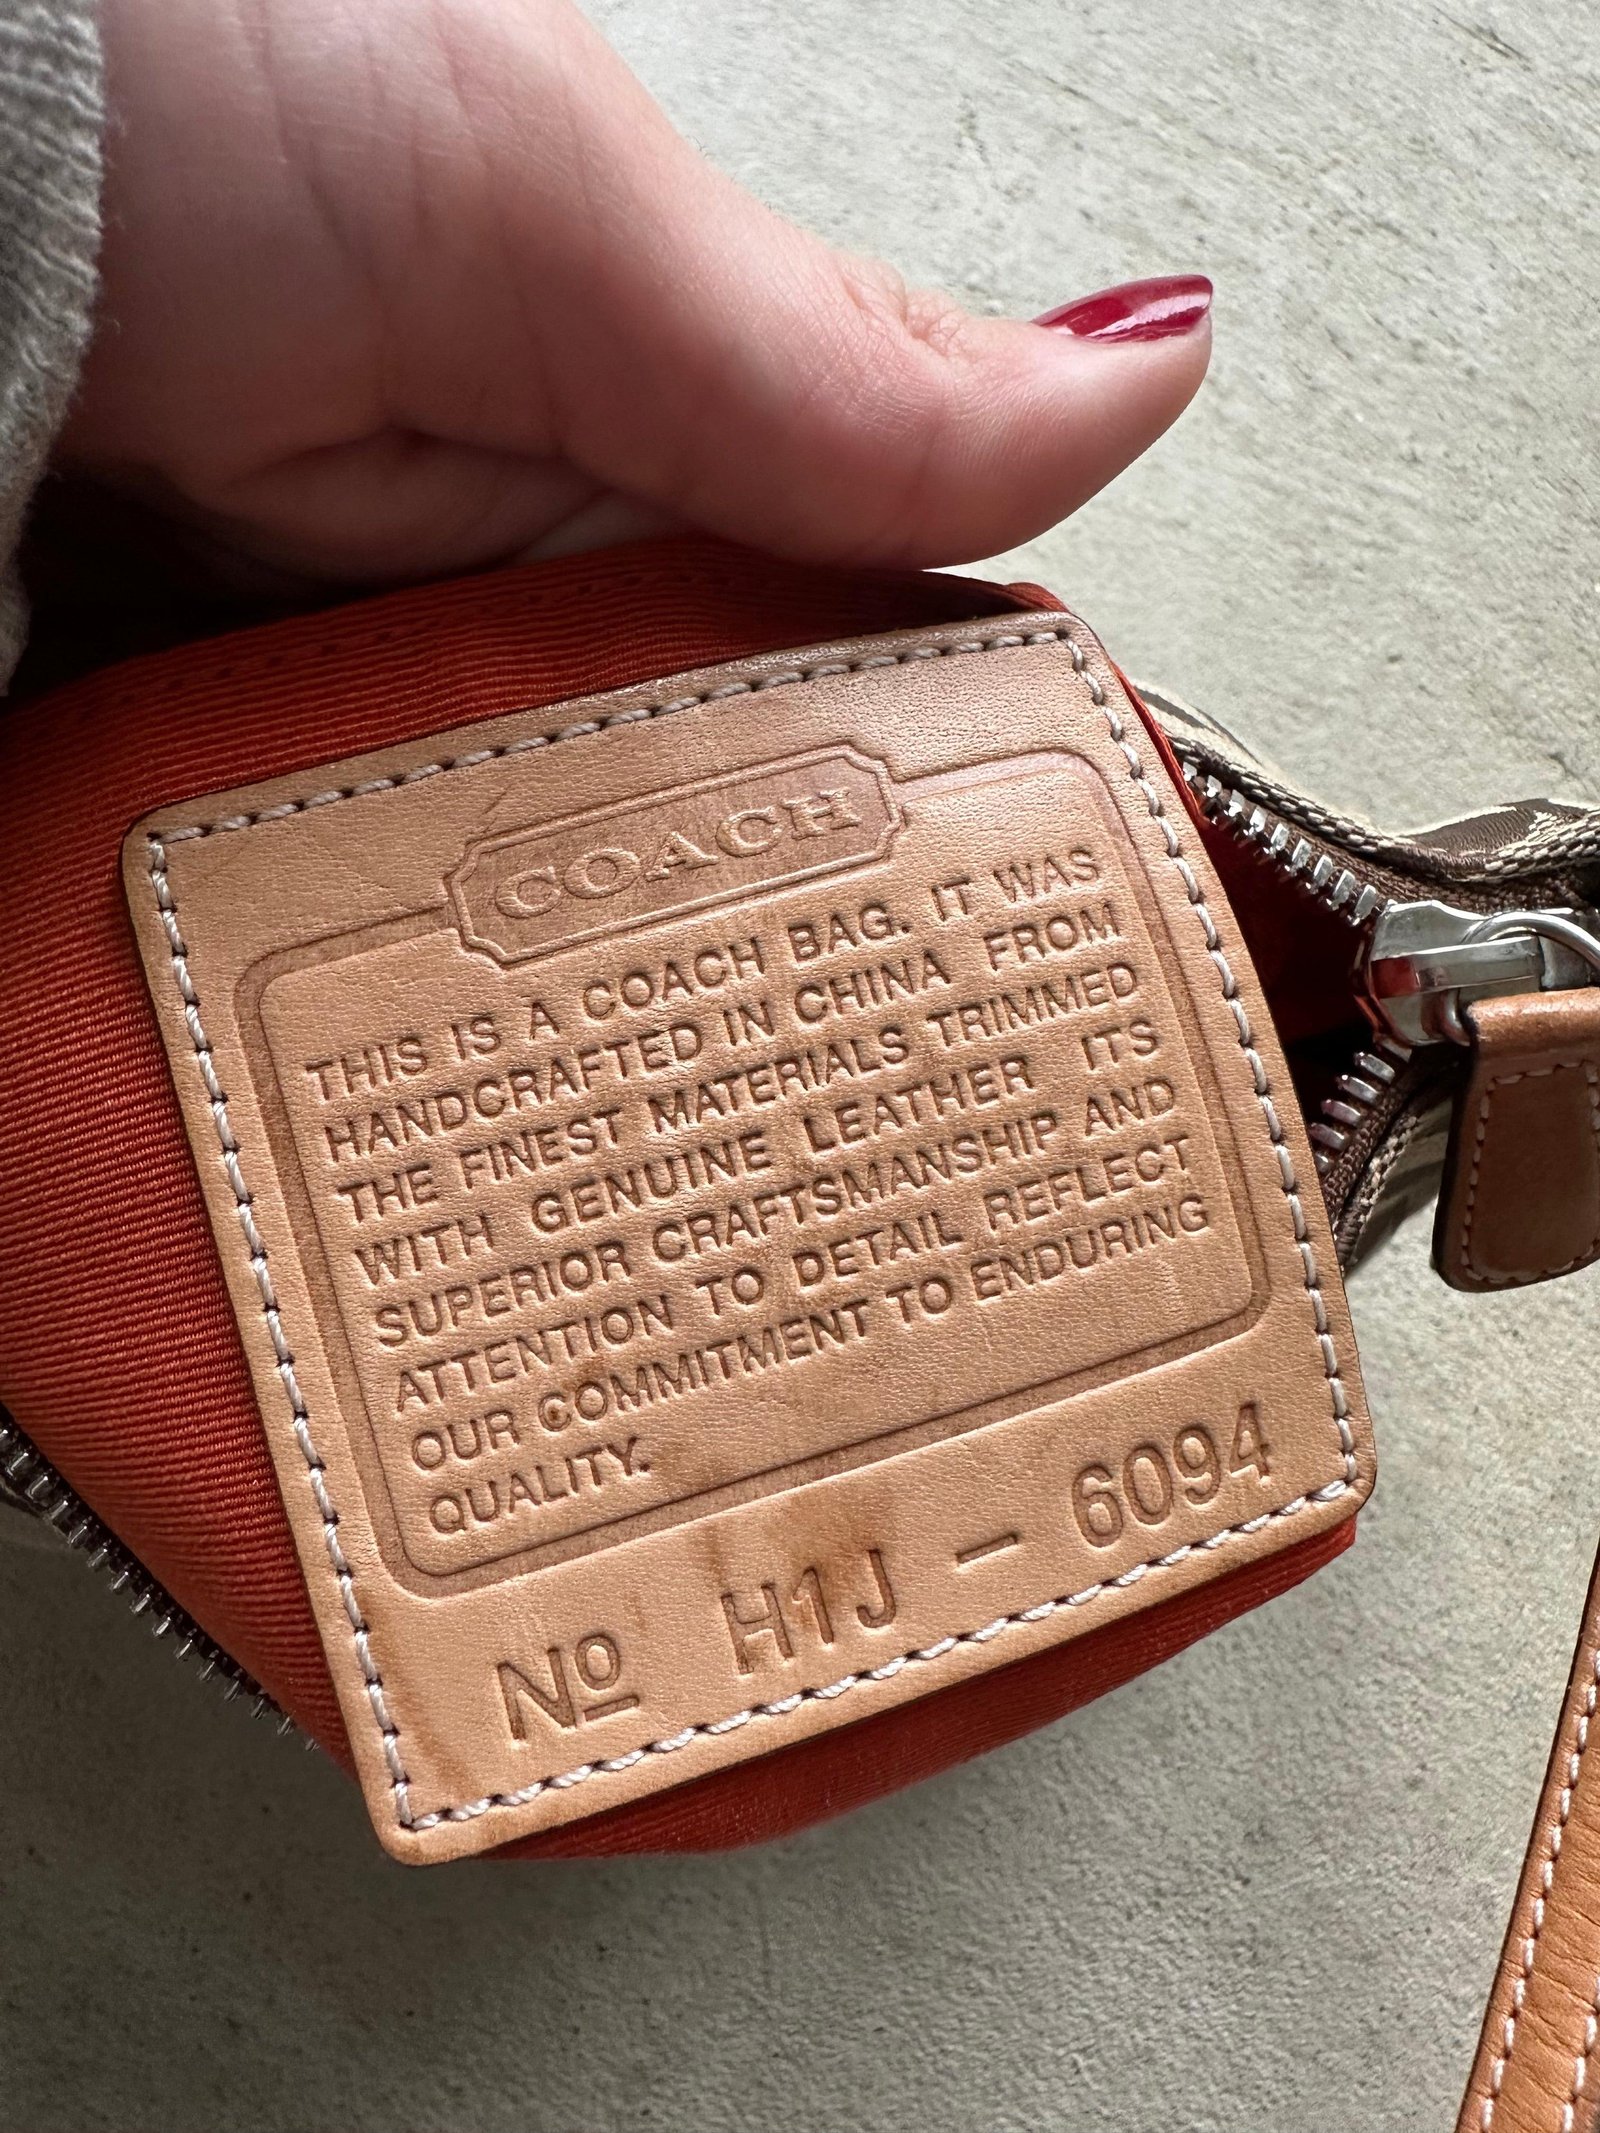 COACH
THIS IS A COACH BAG. IT WAS
HANDCRAFTED IN CHINA FROM
THE FINEST MATERIALS TRIMMED
WITH GENUINE LEATHER ITS
SUPERIOR CRAFTSMANSHIP AND
ATTENTION TO DETAIL REFLECT
OUR COMMITMENT TO ENDURING
QUALITY.
Nº H1J – 6094